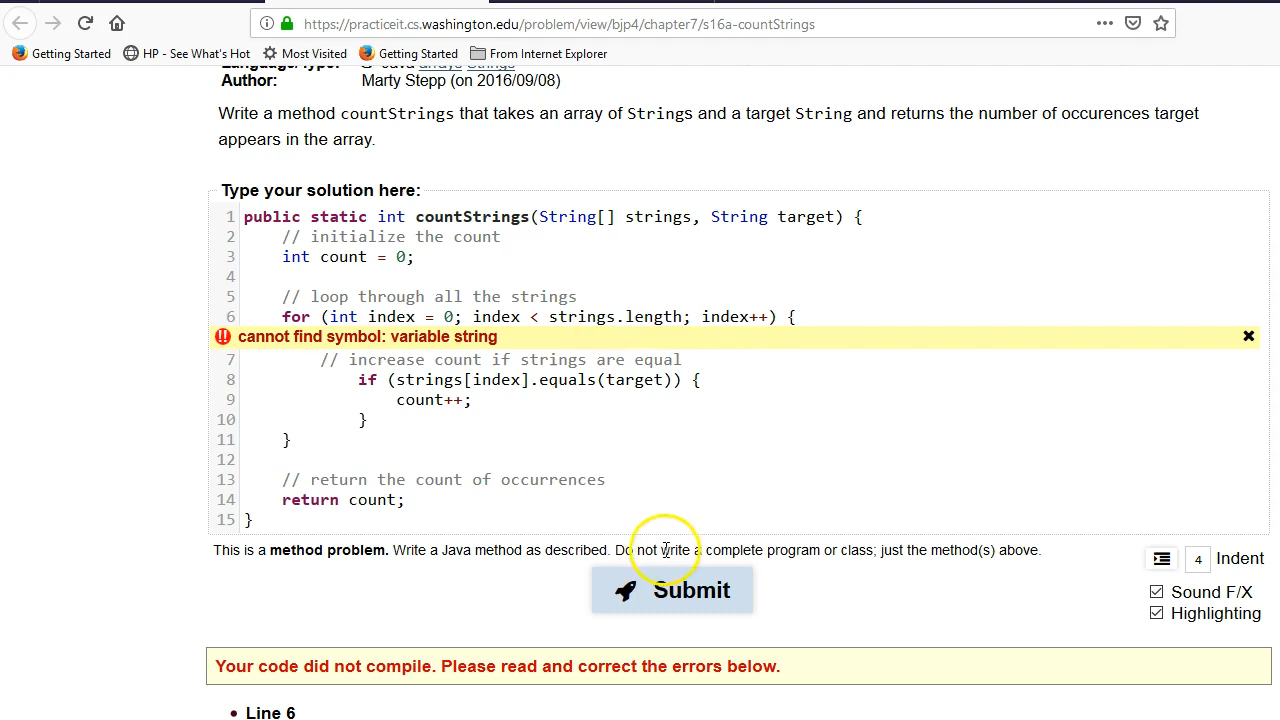 https://practiceit.cs.washington.edu/problem/view/bjp4/chapter7/s16a-countStrings
Getting Started HP - See What's Hot Most Visited Getting Started From Internet Explorer
Language/Type: Java arrays Strings
Author: Marty Stepp (on 2016/09/08)
Write a method countStrings that takes an array of Strings and a target String and returns the number of occurences target
appears in the array.
Type your solution here:
1 public static int countStrings(String[] strings, String target) {
2 // initialize the count
3 int count = 0;
4
5 // loop through all the strings
6 for (int index = 0; index < strings.length; index++) {
!! cannot find symbol: variable string
7 // increase count if strings are equal
8 if (strings[index].equals(target)) {
9 count++;
10 }
11 }
12
13 // return the count of occurrences
14 return count;
15 }
This is a method problem. Write a Java method as described. Do not write a complete program or class; just the method(s) above.
4 Indent
Submit
Sound F/X
Highlighting
Your code did not compile. Please read and correct the errors below.
• Line 6